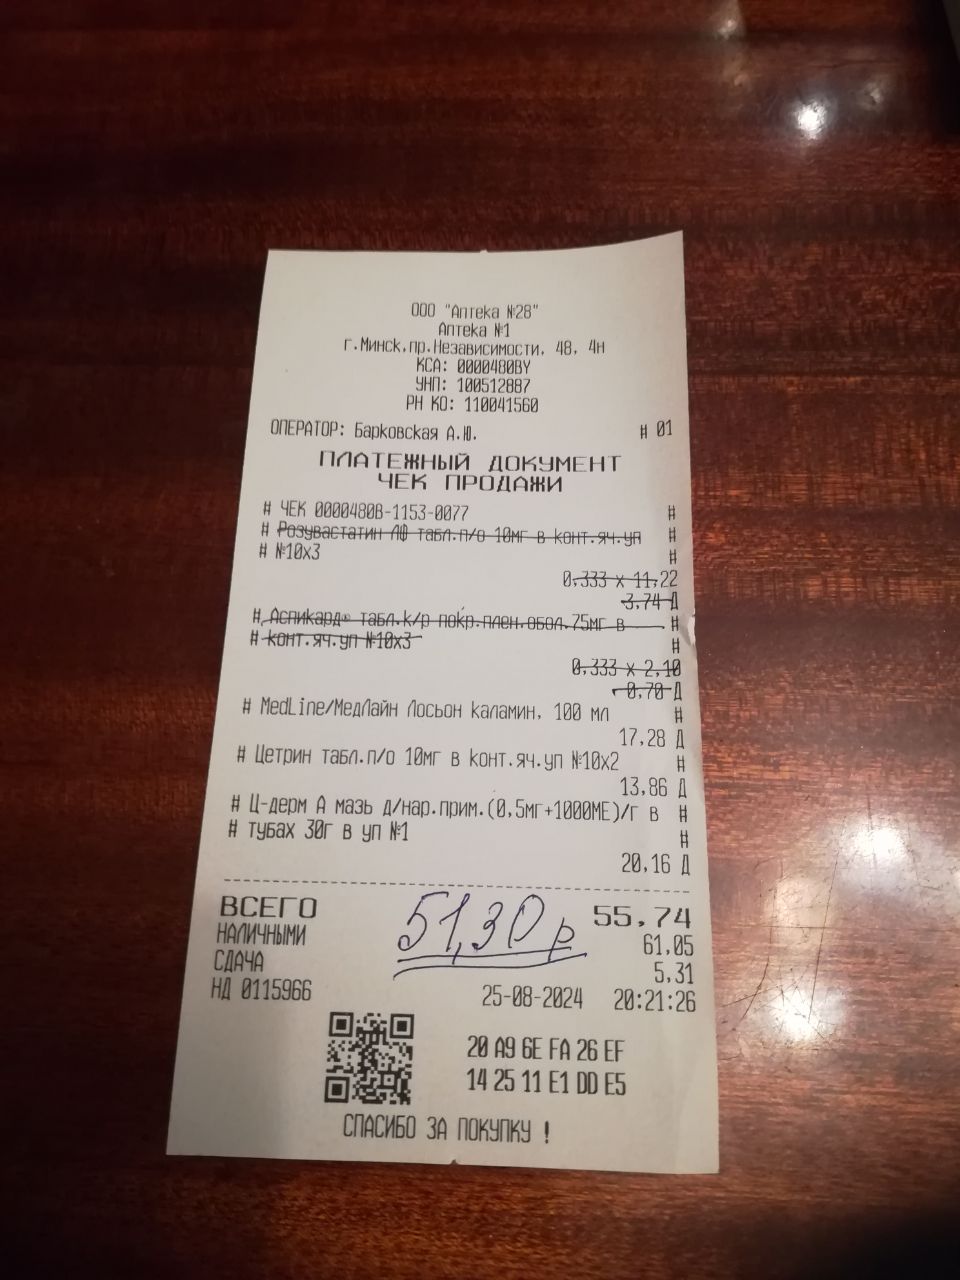 ООО "Аптека №28"
Аптека №1
г.Минск,пр.Независимости, 48, 4Н
КСА: 0000480BY
УНП: 100512887
РН КО: 110041560
ОПЕРАТОР: Барковская А.Ю. # 01
ПЛАТЕЖНЫЙ ДОКУМЕНТ
ЧЕК ПРОДАЖИ
# ЧЕК 0000480B-1153-0077 #
# Розувастатин ЛФ табл.п/о 10мг в конт.яч.уп #
# №10x3 #
0,333 x 11,22
3,74 Д
# Аспикард® табл.к/р покр.плен.обол.75мг в #
# конт.яч.уп №10x3 #
0,333 x 2,10
0,70 Д
# MedLine/МедЛайн Лосьон каламин, 100 мл #
17,28 Д
# Цетрин табл.п/о 10мг в конт.яч.уп №10x2 #
13,86 Д
# Ц-дерм А мазь д/нар.прим.(0,5мг+1000МЕ)/г в #
# тубах 30г в уп №1 #
20,16 Д
ВСЕГО 51,30 р 55,74
НАЛИЧНЫМИ 61,05
СДАЧА 5,31
НД 0115966 25-08-2024 20:21:26
20 A9 6E FA 26 EF
14 25 11 E1 DD E5
СПАСИБО ЗА ПОКУПКУ !